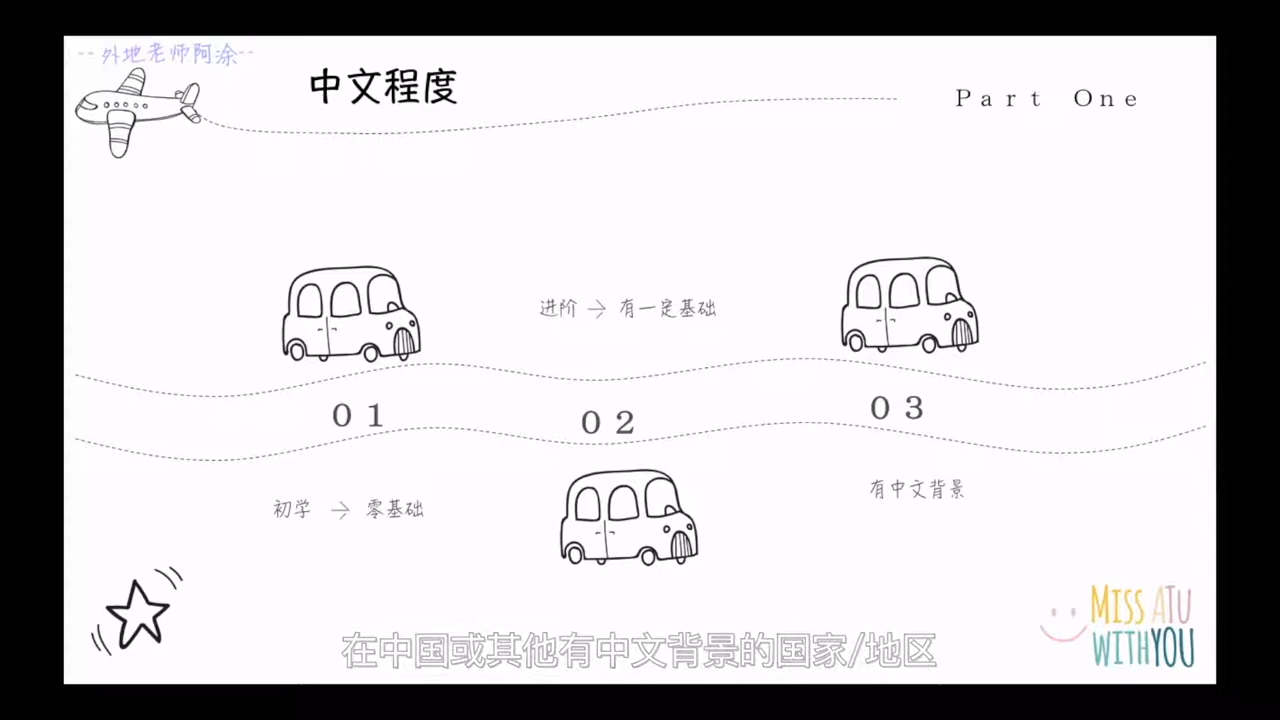 --外地老师阿涂--
中文程度
Part One
进阶 → 有一定基础
01
02
03
初学 → 零基础
有中文背景
MISS ATU
WITHYOU
在中国或其他有中文背景的国家/地区